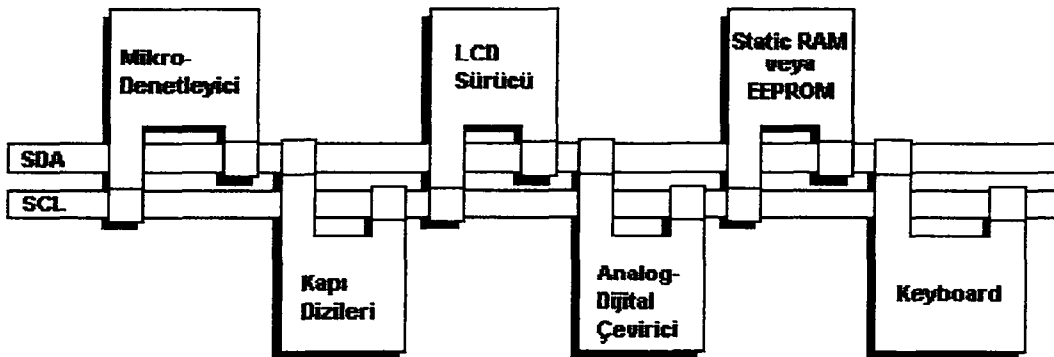 Mikro-
Denetleyici
LCD
Sürücü
Static RAM
veya
EEPROM
SDA
SCL
Kapı
Dizileri
Analog-
Dijital
Çevirici
Keyboard